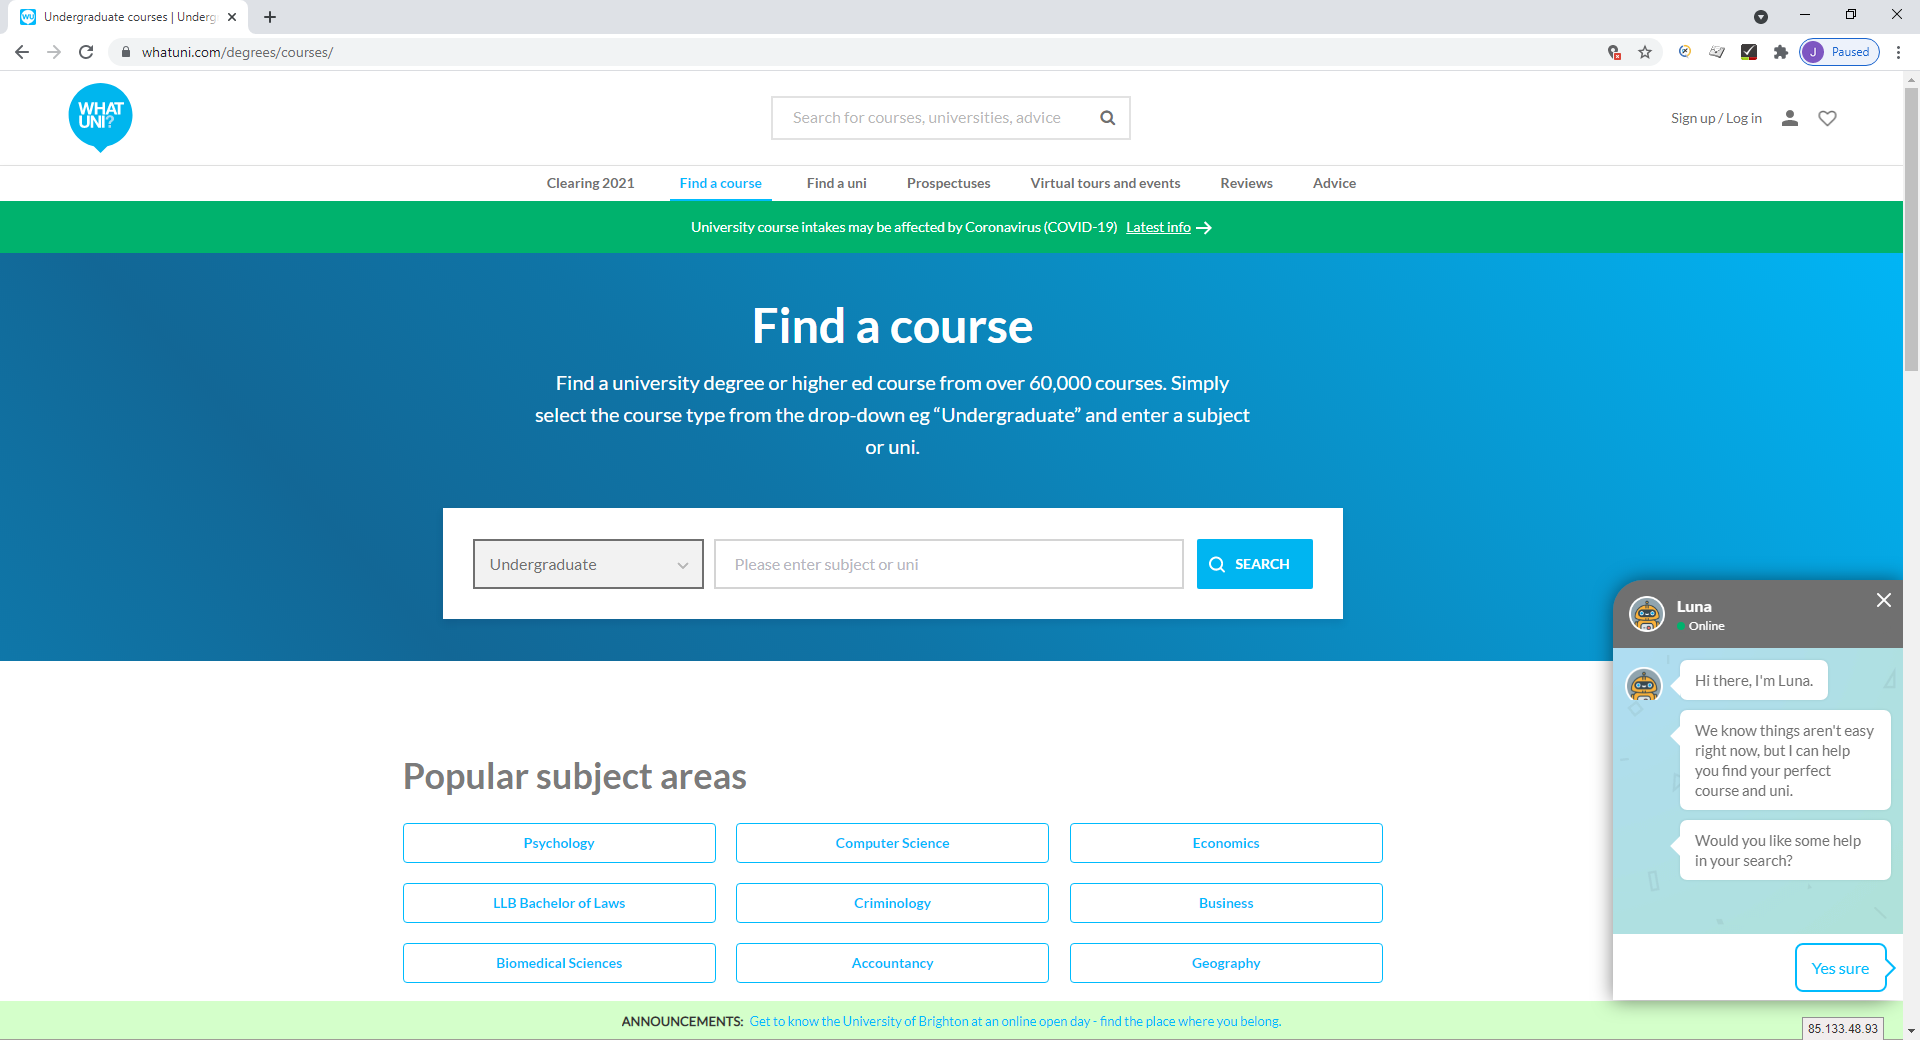 Undergraduate courses | Underg
whatuni.com/degrees/courses/
J Paused
WHAT
UNI?
Search for courses, universities, advice
Sign up / Log in
Clearing 2021 Find a course Find a uni Prospectuses Virtual tours and events Reviews Advice
University course intakes may be affected by Coronavirus (COVID-19) Latest info
Find a course
Find a university degree or higher ed course from over 60,000 courses. Simply
select the course type from the drop-down eg “Undergraduate” and enter a subject
or uni.
Undergraduate Please enter subject or uni SEARCH
Luna
Online
Hi there, I'm Luna.
We know things aren't easy
right now, but I can help
you find your perfect
course and uni.
Would you like some help
in your search?
Yes sure
Popular subject areas
Psychology Computer Science Economics
LLB Bachelor of Laws Criminology Business
Biomedical Sciences Accountancy Geography
ANNOUNCEMENTS: Get to know the University of Brighton at an online open day - find the place where you belong.
85.133.48.93